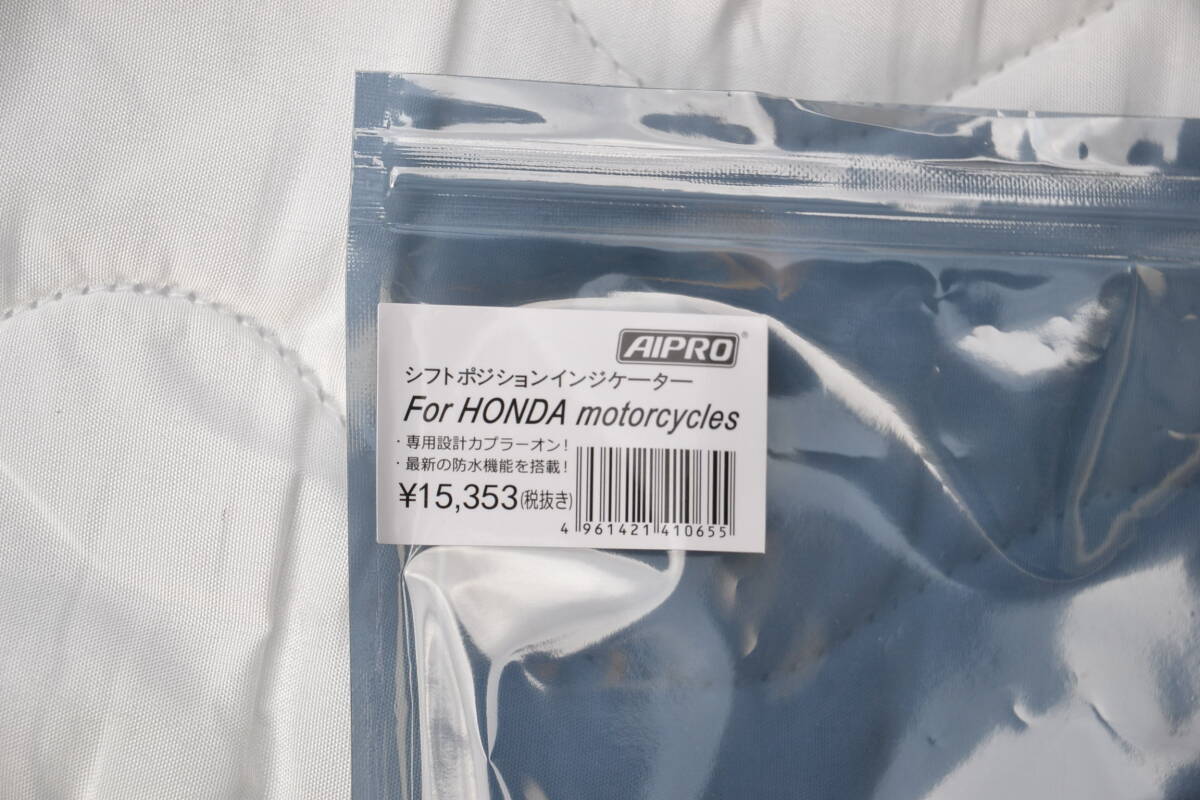 AIPRO®
シフトポジションインジケーター
For HONDA motorcycles
・専用設計カプラーオン!
・最新の防水機能を搭載!
¥15,353(税抜き)
4 961421 410655